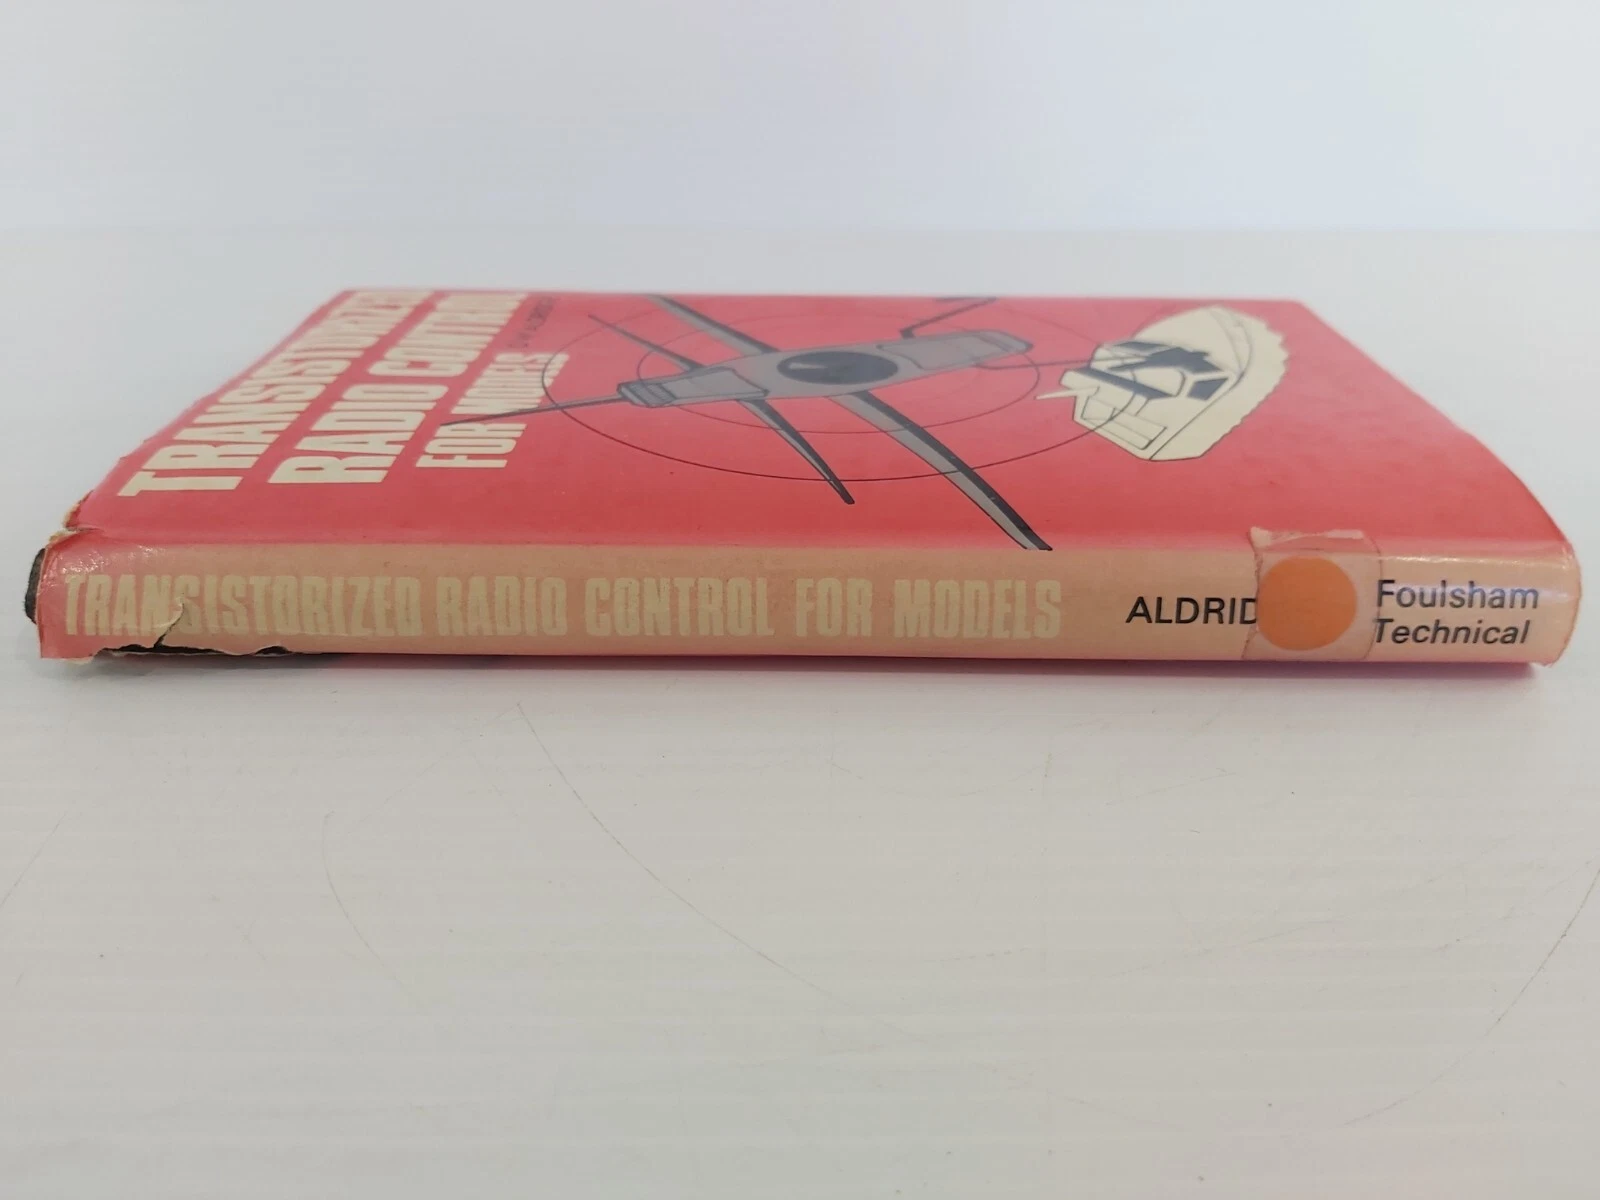 TRANSISTORIZED
RADIO CONTROL
FOR MODELS
TRANSISTORIZED RADIO CONTROL FOR MODELS
ALDRID
Foulsham
Technical